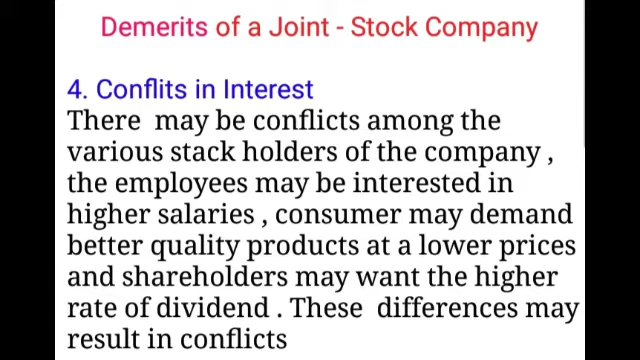 Demerits of a Joint - Stock Company
4. Conflits in Interest
There may be conflicts among the
various stack holders of the company ,
the employees may be interested in
higher salaries , consumer may demand
better quality products at a lower prices
and shareholders may want the higher
rate of dividend . These differences may
result in conflicts